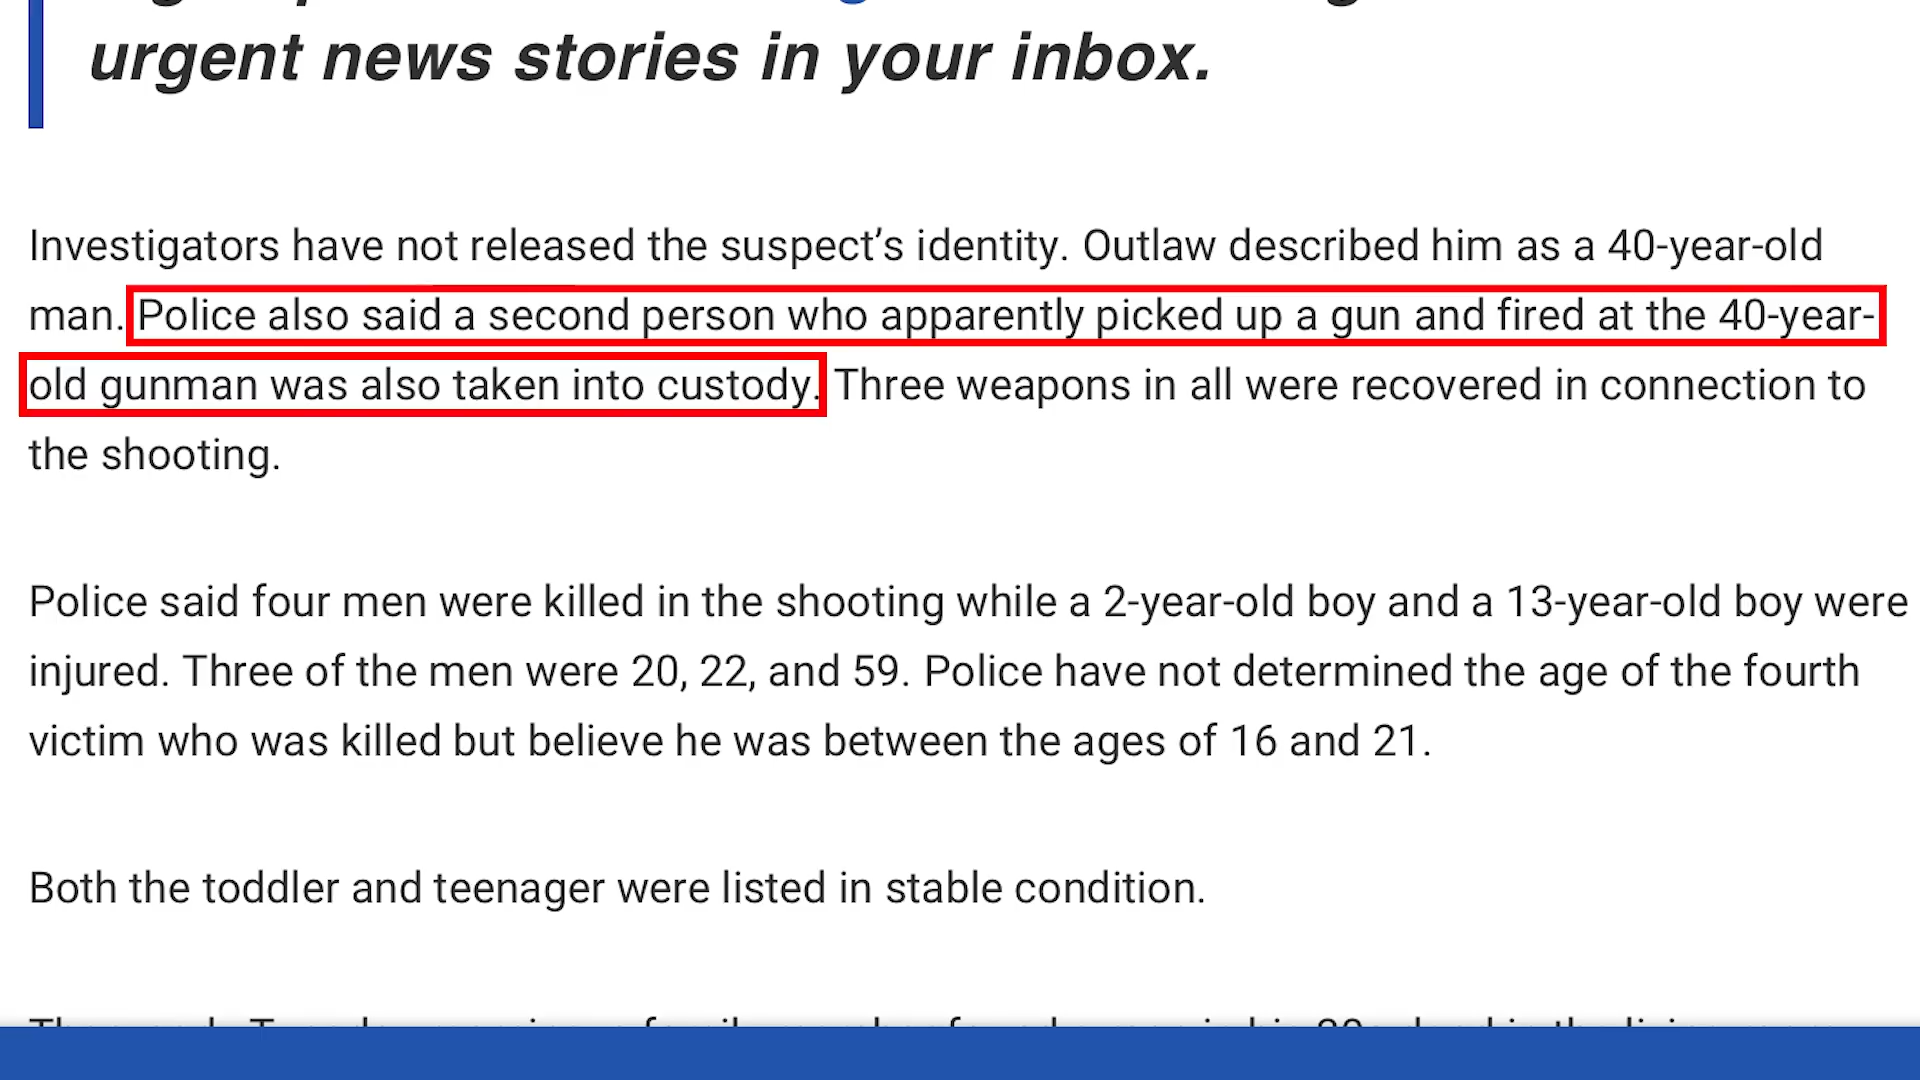 urgent news stories in your inbox.
Investigators have not released the suspect’s identity. Outlaw described him as a 40-year-old
man. Police also said a second person who apparently picked up a gun and fired at the 40-year-
old gunman was also taken into custody. Three weapons in all were recovered in connection to
the shooting.
Police said four men were killed in the shooting while a 2-year-old boy and a 13-year-old boy were
injured. Three of the men were 20, 22, and 59. Police have not determined the age of the fourth
victim who was killed but believe he was between the ages of 16 and 21.
Both the toddler and teenager were listed in stable condition.